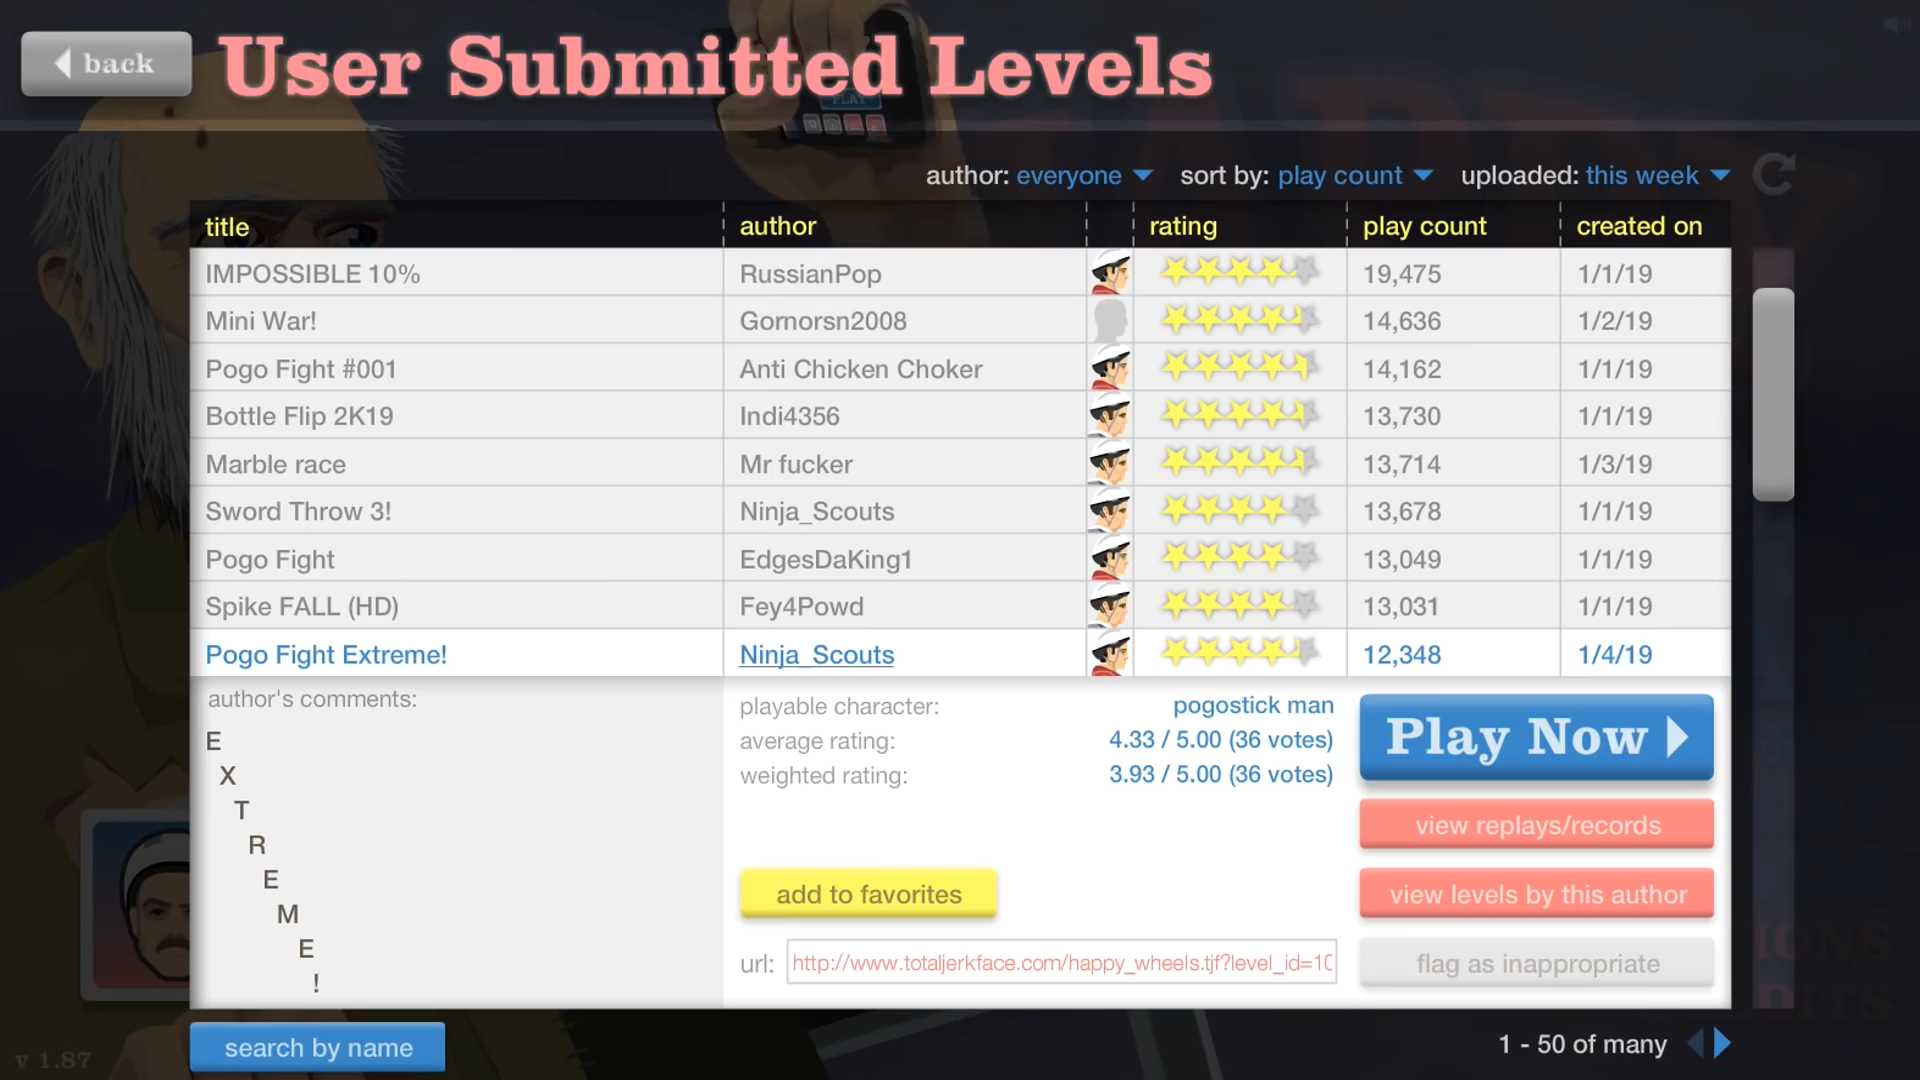 back
User Submitted Levels
PLAY
author: everyone sort by: play count uploaded: this week
title author rating play count created on
IMPOSSIBLE 10% RussianPop 19,475 1/1/19
Mini War! Gomorsn2008 14,636 1/2/19
Pogo Fight #001 Anti Chicken Choker 14,162 1/1/19
Bottle Flip 2K19 Indi4356 13,730 1/1/19
Marble race Mr fucker 13,714 1/3/19
Sword Throw 3! Ninja_Scouts 13,678 1/1/19
Pogo Fight EdgesDaKing1 13,049 1/1/19
Spike FALL (HD) Fey4Powd 13,031 1/1/19
Pogo Fight Extreme! Ninja_Scouts 12,348 1/4/19
author's comments:
E
X
T
R
E
M
E
!
playable character: pogostick man
average rating: 4.33 / 5.00 (36 votes)
weighted rating: 3.93 / 5.00 (36 votes)
add to favorites
url: http://www.totaljerkface.com/happy_wheels.tjf?level_id=10
Play Now
view replays/records
view levels by this author
flag as inappropriate
v 1.87
search by name
1 - 50 of many